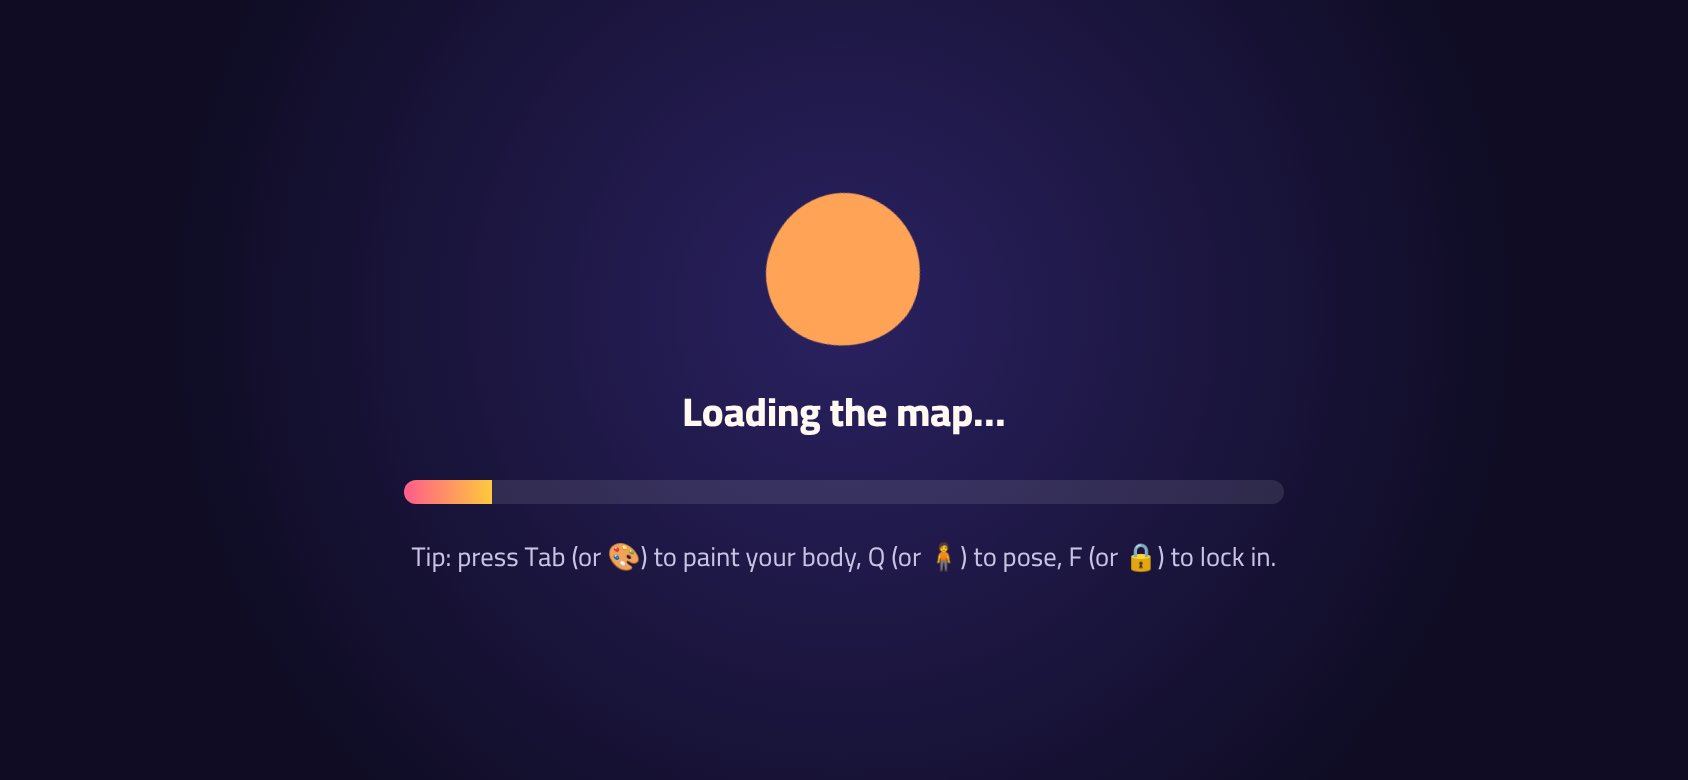 Loading the map...
Tip: press Tab (or 🎨) to paint your body, Q (or 🧍) to pose, F (or 🔒) to lock in.